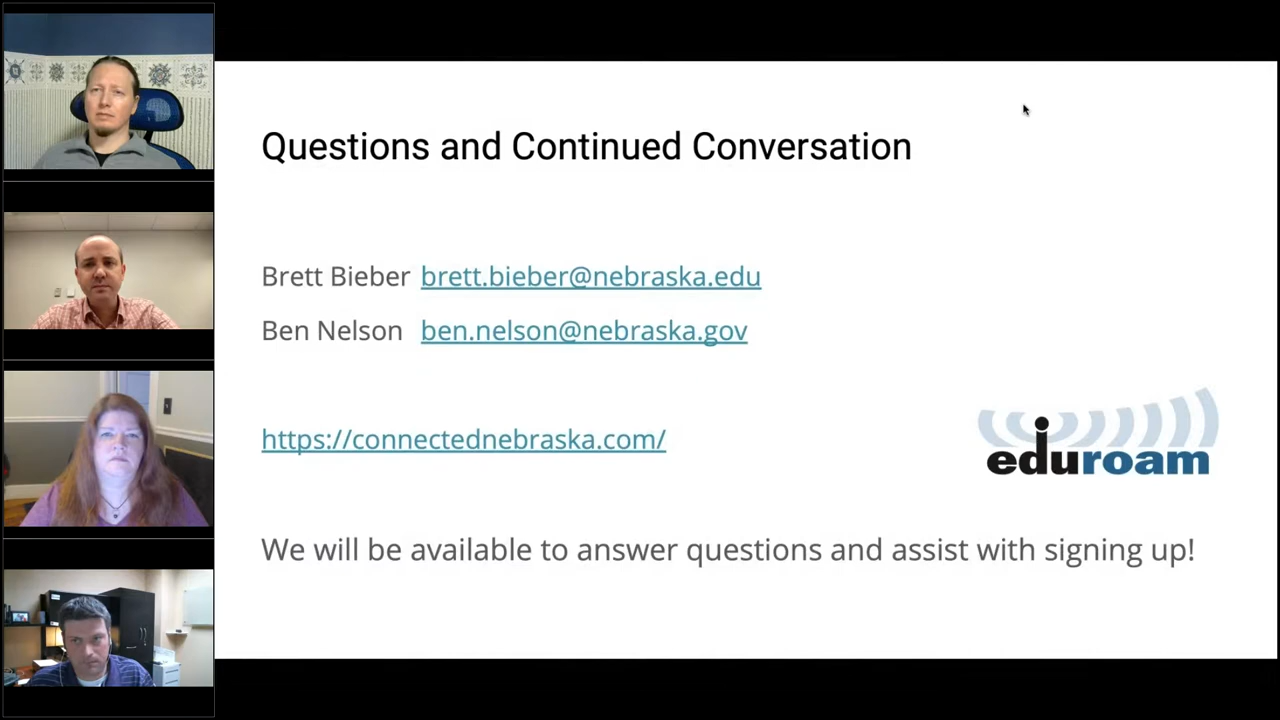 Questions and Continued Conversation
Brett Bieber brett.bieber@nebraska.edu
Ben Nelson ben.nelson@nebraska.gov
https://connectednebraska.com/
eduroam
We will be available to answer questions and assist with signing up!